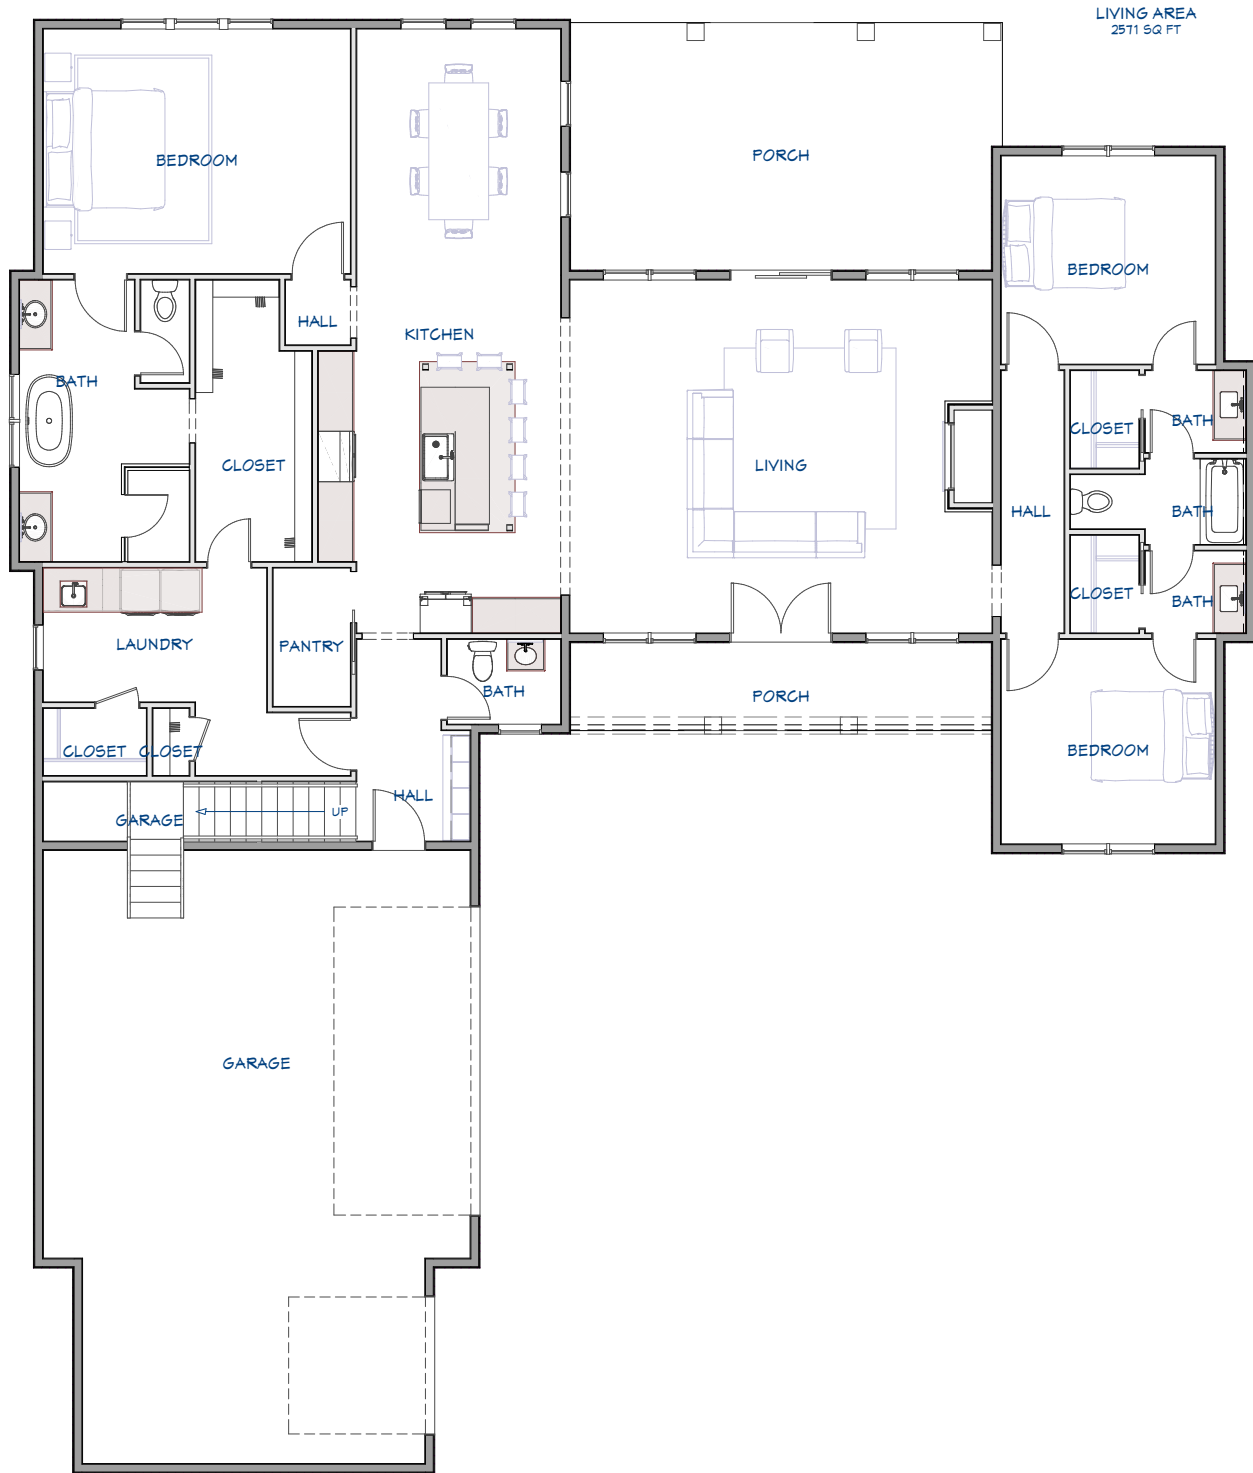 LIVING AREA
2571 SQ FT
BEDROOM
PORCH
BEDROOM
HALL
KITCHEN
BATH
CLOSET
BATH
CLOSET
LIVING
HALL
BATH
CLOSET
BATH
LAUNDRY
PANTRY
BATH
PORCH
CLOSET
CLOSET
BEDROOM
HALL
GARAGE
UP
GARAGE